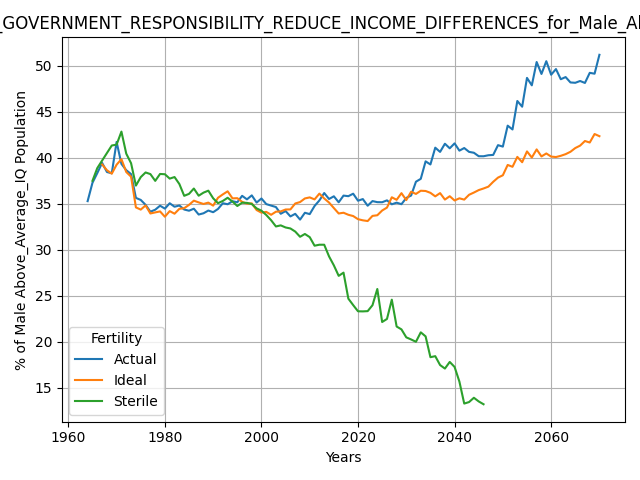 _GOVERNMENT_RESPONSIBILITY_REDUCE_INCOME_DIFFERENCES_for_Male_A
% of Male Above_Average_IQ Population
50
45
40
35
30
25
20
15
Fertility
Actual
Ideal
Sterile
1960
1980
2000
2020
2040
2060
Years